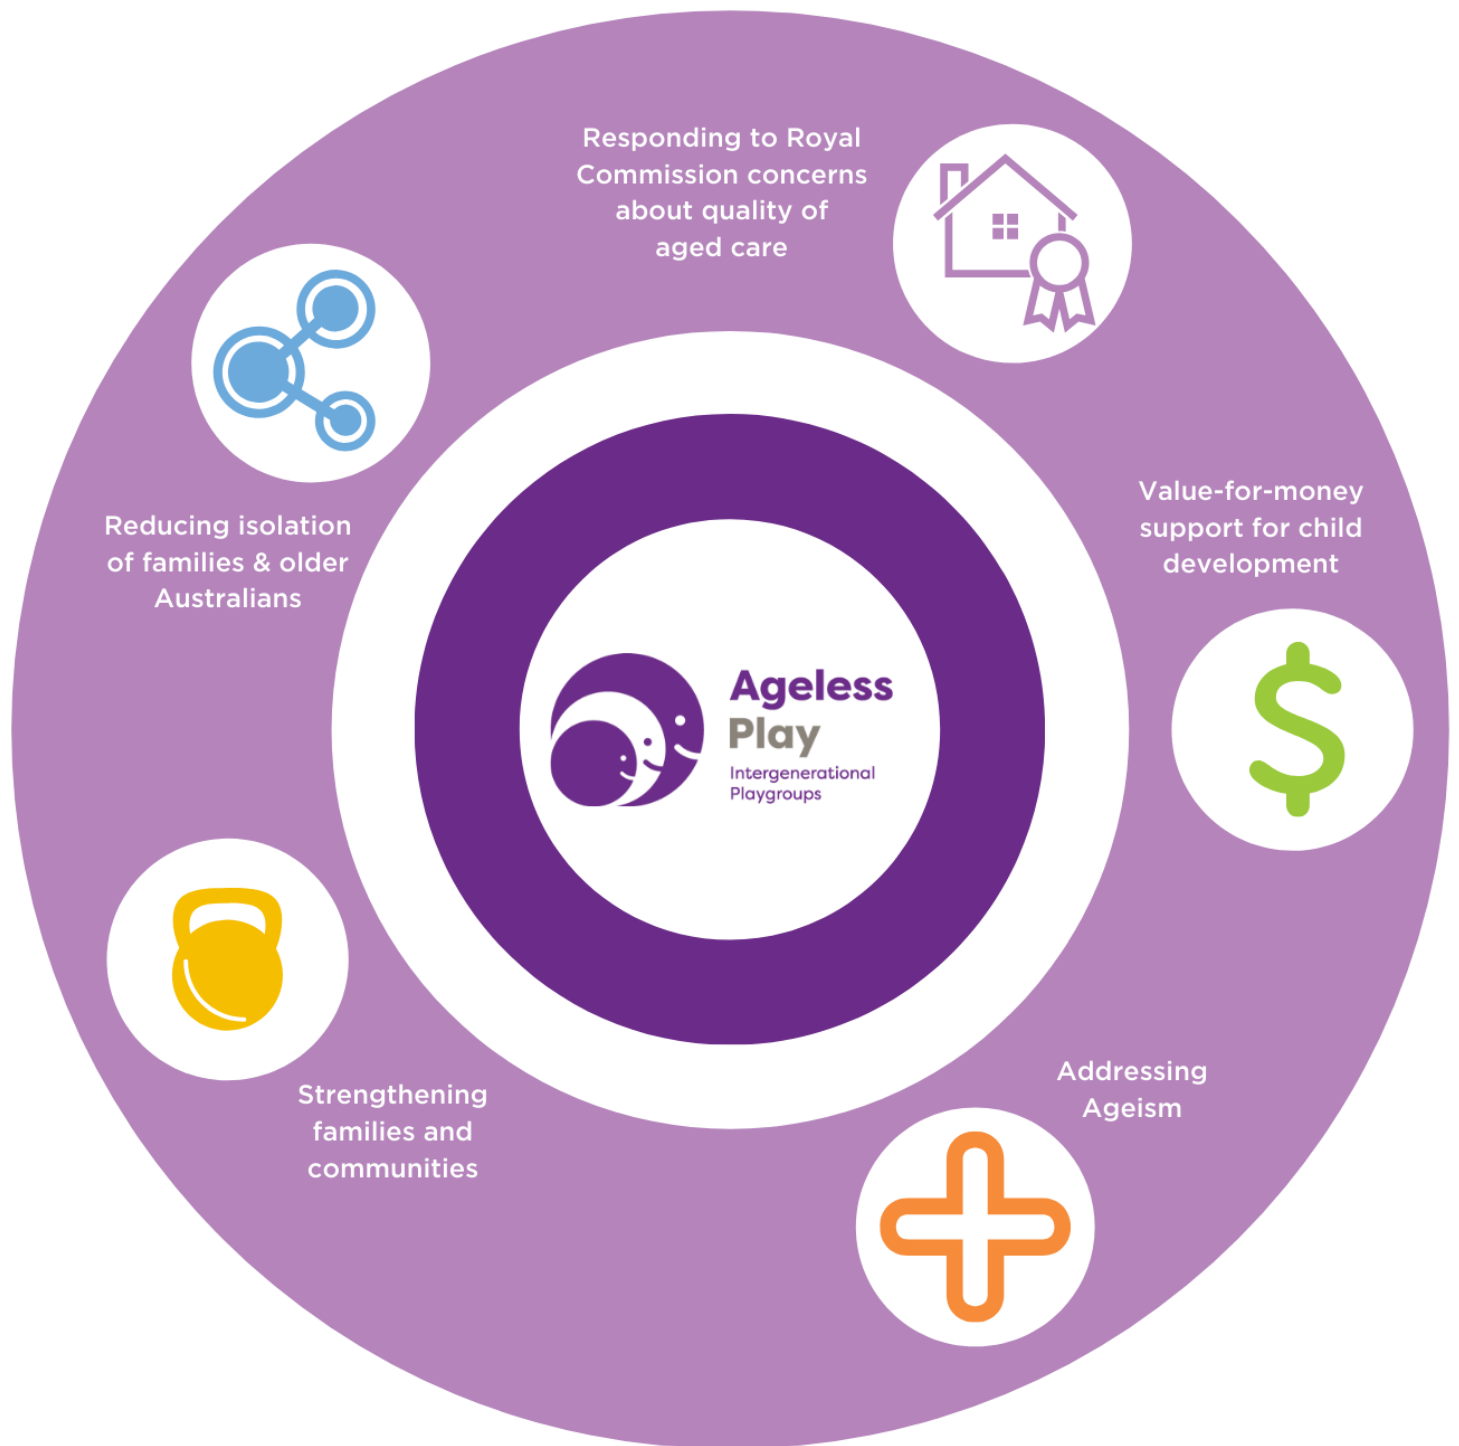 Responding to Royal
Commission concerns
about quality of
aged care
Value-for-money
support for child
development
Reducing isolation
of families & older
Australians
Ageless
Play
Intergenerational
Playgroups
Addressing
Ageism
Strengthening
families and
communities